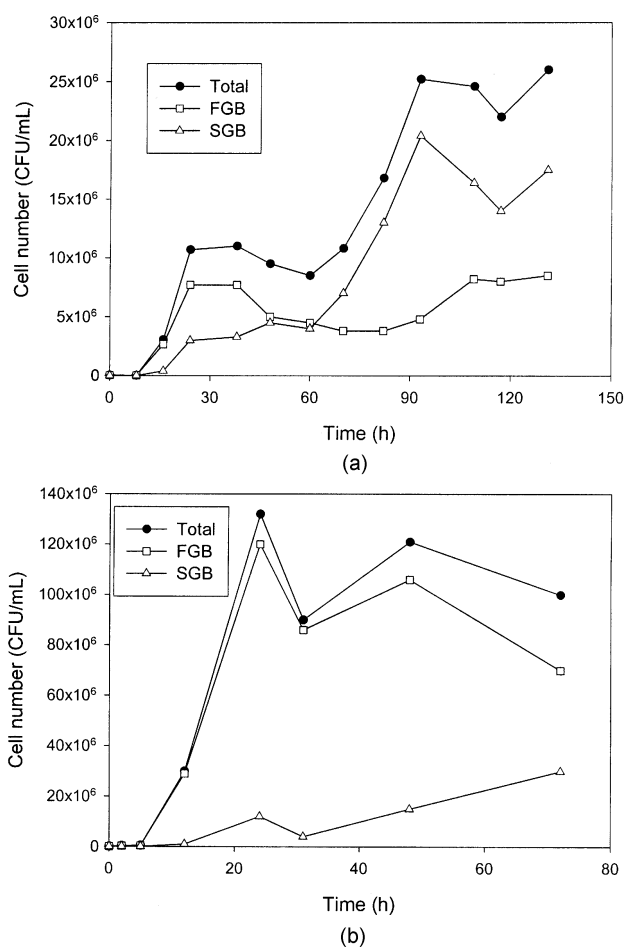 30x10⁶
25x10⁶
20x10⁶
15x10⁶
10x10⁶
5x10⁶
0
Cell number (CFU/mL)
Total
FGB
SGB
0 30 60 90 120 150
Time (h)
(a)
140x10⁶
120x10⁶
100x10⁶
80x10⁶
60x10⁶
40x10⁶
20x10⁶
0
Cell number (CFU/mL)
Total
FGB
SGB
0 20 40 60 80
Time (h)
(b)